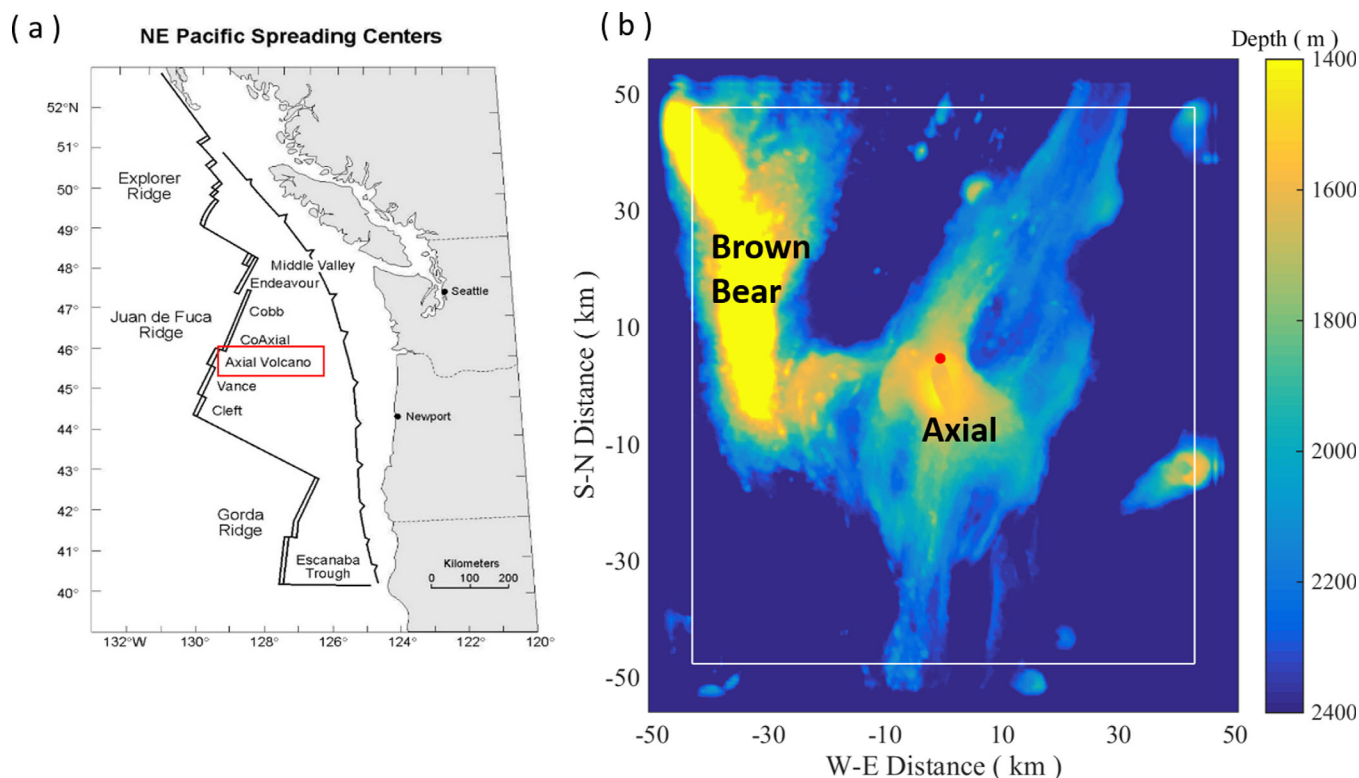 ( a )
NE Pacific Spreading Centers
52°N
51
50
49
48
47
46
45
44
43
42
41
40
132°W
130°
128°
126°
124°
122°
120°
Explorer
Ridge
Middle Valley
Endeavour
Seattle
Juan de Fuca
Ridge
Cobb
CoAxial
Axial Volcano
Vance
Cleft
Newport
Gorda
Ridge
Escanaba
Trough
Kilometers
0 100 200
( b )
Depth ( m )
1400
1600
1800
2000
2200
2400
50
30
10
-10
-30
-50
S-N Distance ( km )
Brown
Bear
Axial
-50 -30 -10 10 30 50
W-E Distance ( km )